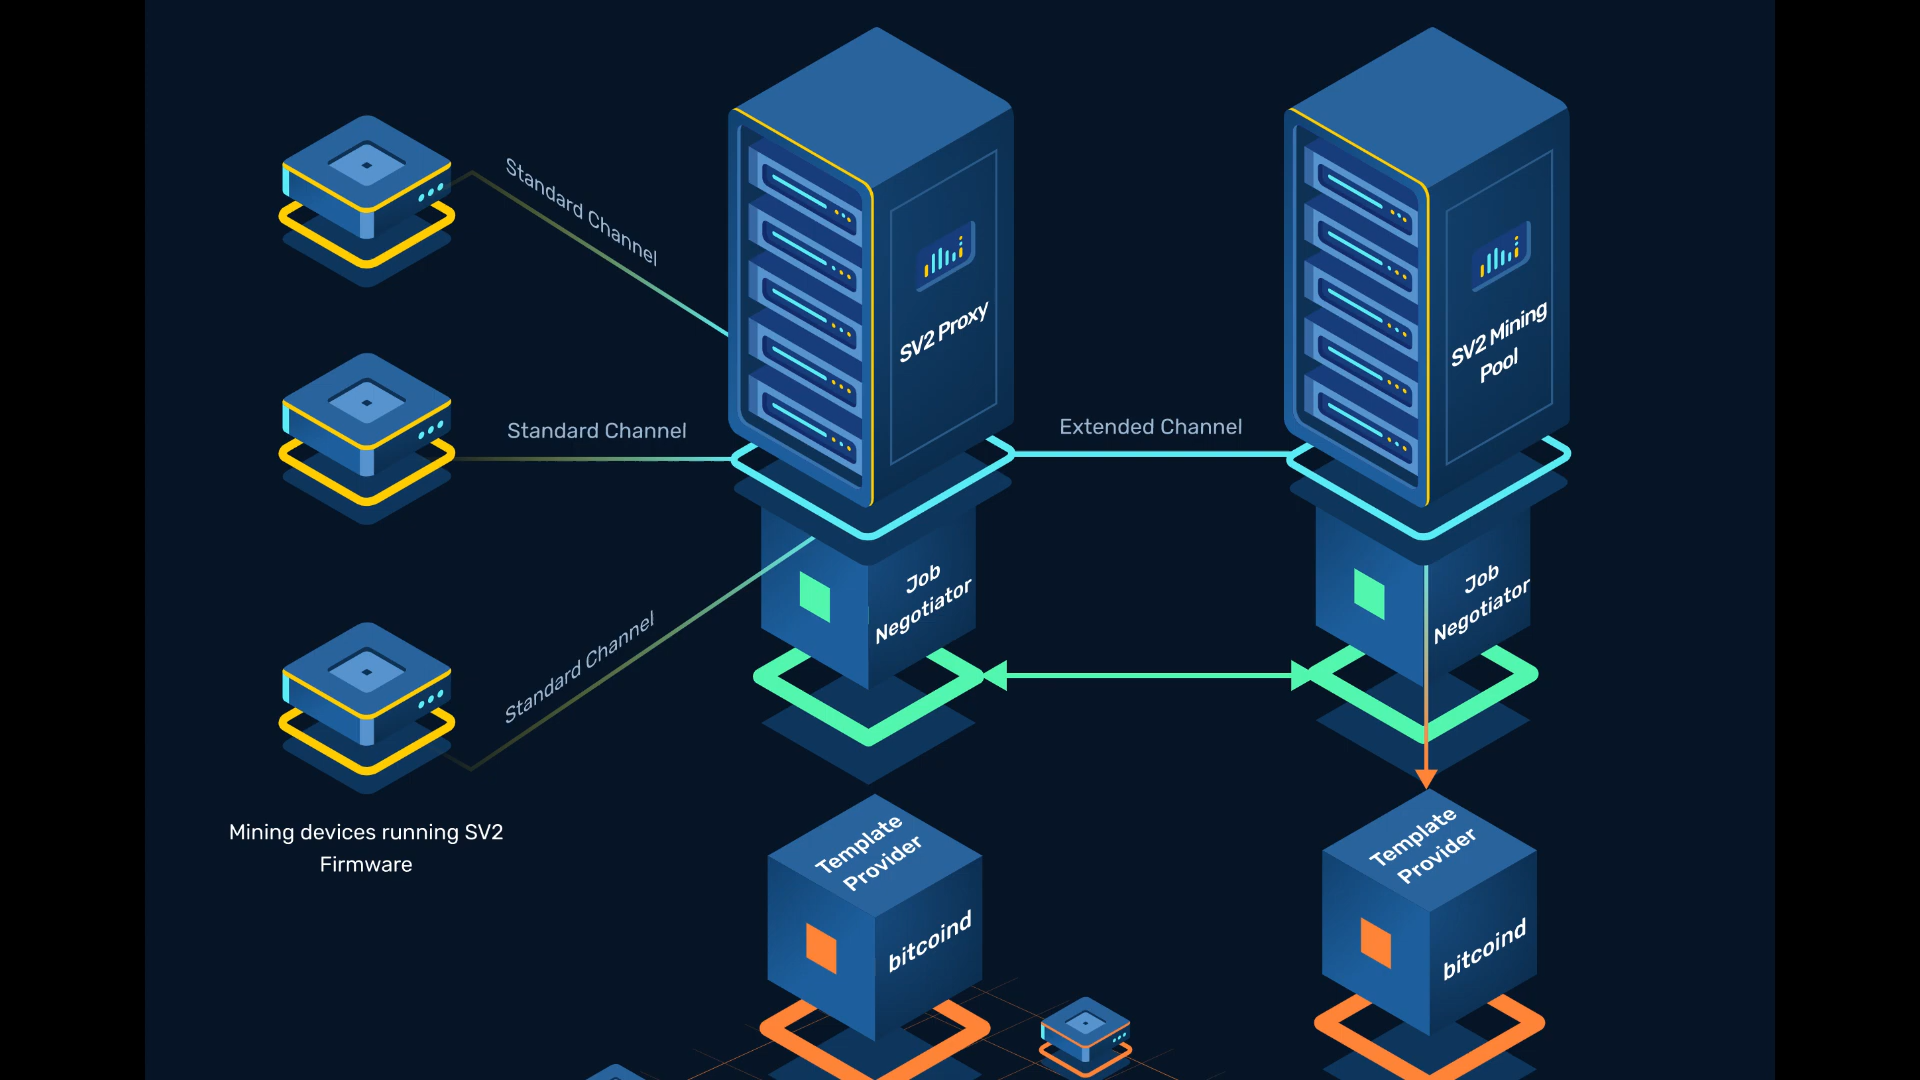 Standard Channel
SV2 Proxy
SV2 Mining
Pool
Standard Channel
Extended Channel
Job
Negotiator
Job
Negotiator
Standard Channel
Mining devices running SV2
Firmware
Template
Provider
bitcoind
Template
Provider
bitcoind